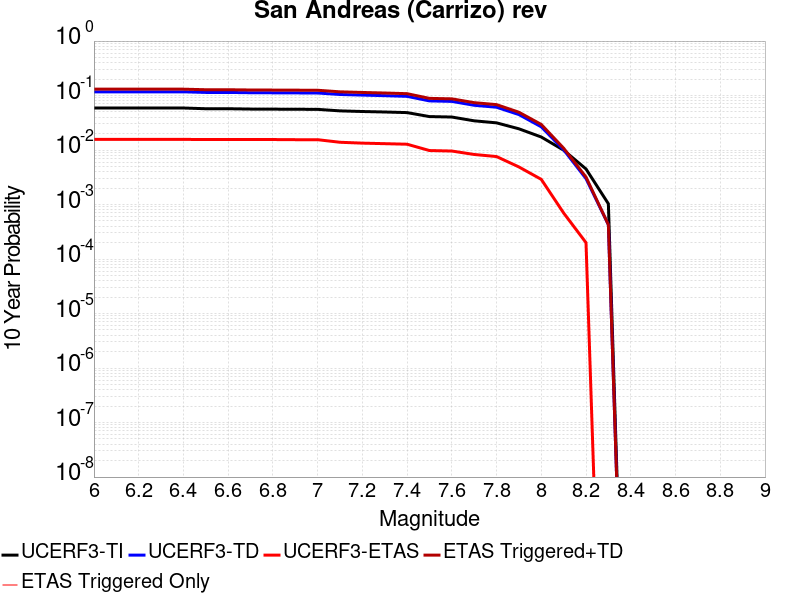 San Andreas (Carrizo) rev
10 Year Probability
10^0
10^-1
10^-2
10^-3
10^-4
10^-5
10^-6
10^-7
10^-8
6 6.2 6.4 6.6 6.8 7 7.2 7.4 7.6 7.8 8 8.2 8.4 8.6 8.8 9
Magnitude
UCERF3-TI UCERF3-TD UCERF3-ETAS ETAS Triggered+TD
ETAS Triggered Only